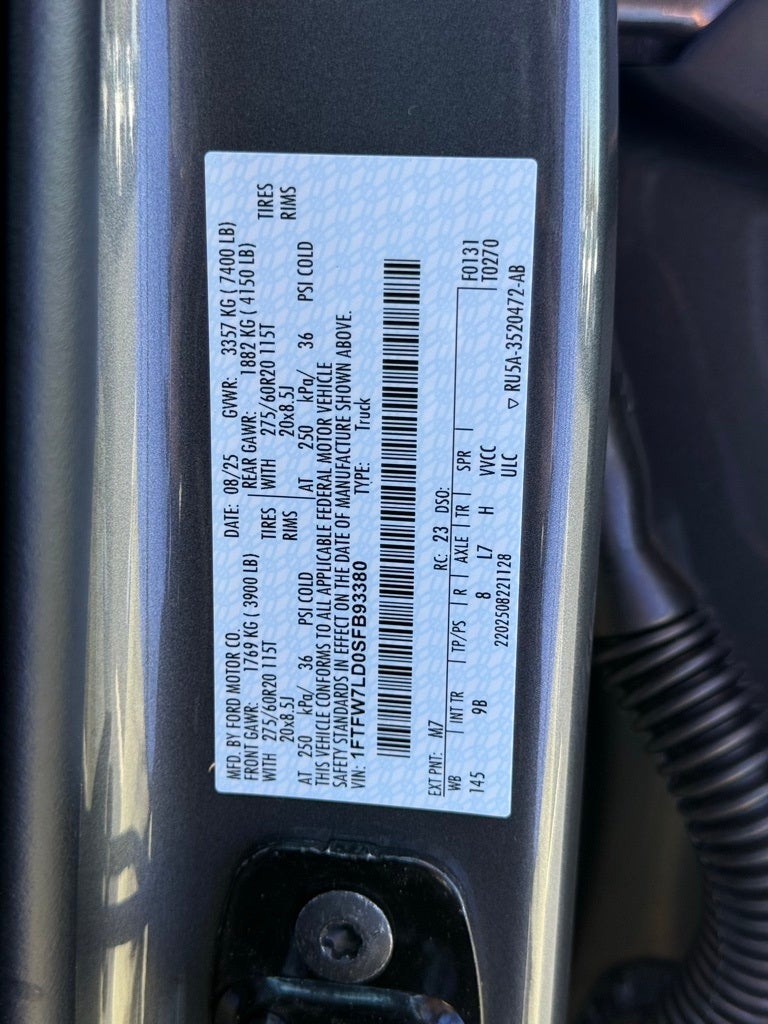 MFD. BY FORD MOTOR CO. DATE: 08/25 GVWR: 3357 KG ( 7400 LB)
FRONT GAWR: 1769 KG ( 3900 LB) REAR GAWR: 1882 KG ( 4150 LB)
WITH 275/60R20 115T TIRES WITH 275/60R20 115T TIRES
20x8.5J RIMS 20x8.5J RIMS
AT 250 kPa/ 36 PSI COLD AT 250 kPa/ 36 PSI COLD
THIS VEHICLE CONFORMS TO ALL APPLICABLE FEDERAL MOTOR VEHICLE
SAFETY STANDARDS IN EFFECT ON THE DATE OF MANUFACTURE SHOWN ABOVE.
VIN: 1FTFW7LD0SFB93380 TYPE: Truck
EXT PNT: M7 RC: 23 DSO: F0131
WB INT TR TP/PS R AXLE TR SPR T0270
145 9B 8 L7 H VVCC
2202508221128 ULC ▽ RU5A-3520472-AB